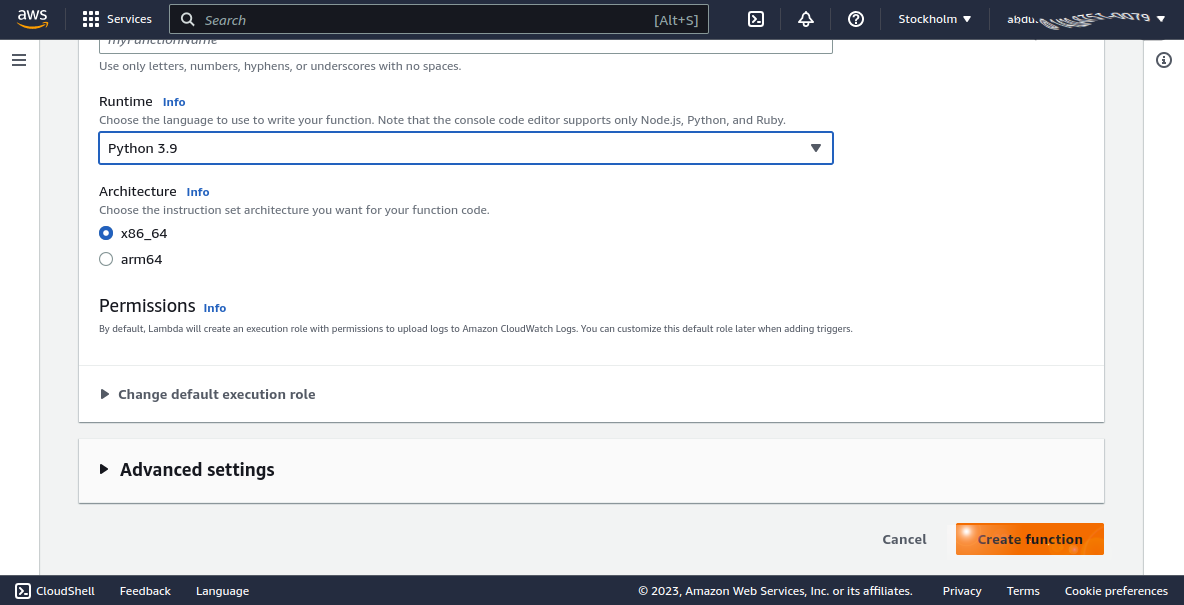 aws Services Search [Alt+S] Stockholm
myFunctionName
Use only letters, numbers, hyphens, or underscores with no spaces.
Runtime Info
Choose the language to use to write your function. Note that the console code editor supports only Node.js, Python, and Ruby.
Python 3.9
Architecture Info
Choose the instruction set architecture you want for your function code.
x86_64
arm64
Permissions Info
By default, Lambda will create an execution role with permissions to upload logs to Amazon CloudWatch Logs. You can customize this default role later when adding triggers.
Change default execution role
Advanced settings
Cancel Create function
CloudShell Feedback Language © 2023, Amazon Web Services, Inc. or its affiliates. Privacy Terms Cookie preferences